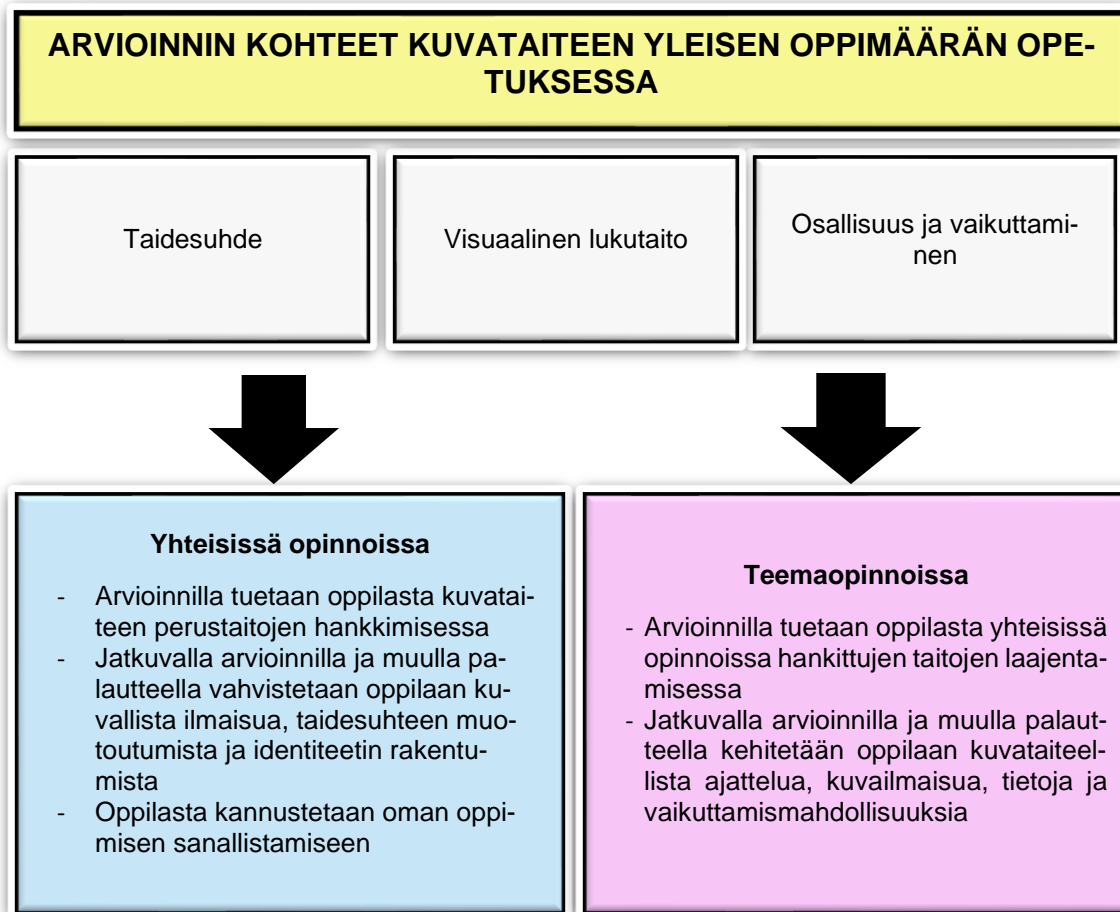 ARVIOINNIN KOHTEET KUVATAITEEN YLEISEN OPPIMÄÄRÄN OPE-
TUKSESSA
Taidesuhde
Visuaalinen lukutaito
Osallisuus ja vaikuttami-
nen
Yhteisissä opinnoissa
- Arvioinnilla tuetaan oppilasta kuvatai-
teen perustaitojen hankkimisessa
- Jatkuvalla arvioinnilla ja muulla pa-
lautteella vahvistetaan oppilaan ku-
vallista ilmaisua, taidesuhteen muo-
toutumista ja identiteetin rakentu-
mista
- Oppilasta kannustetaan oman oppi-
misen sanallistamiseen
Teemaopinnoissa
- Arvioinnilla tuetaan oppilasta yhteisissä
opinnoissa hankittujen taitojen laajenta-
misessa
- Jatkuvalla arvioinnilla ja muulla palaut-
teella kehitetään oppilaan kuvataiteel-
lista ajattelua, kuvailmaisua, tietoja ja
vaikuttamismahdollisuuksia